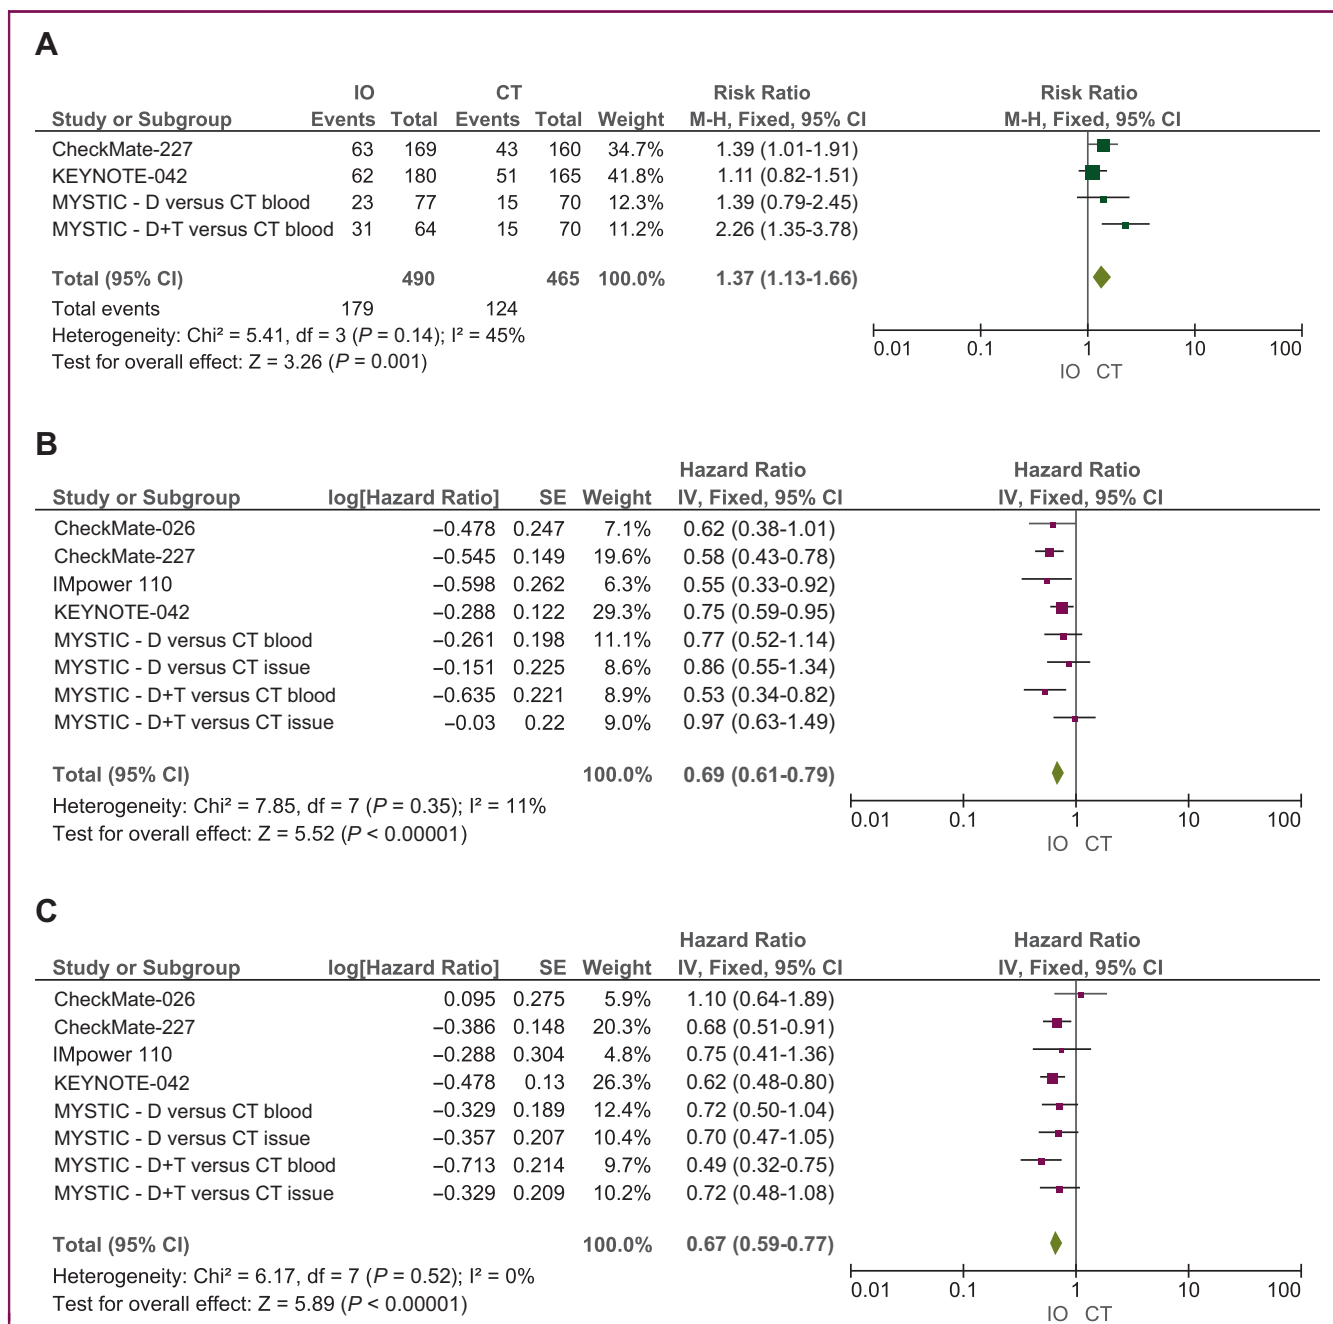 A
IO CT Risk Ratio Risk Ratio
Study or Subgroup Events Total Events Total Weight M-H, Fixed, 95% CI M-H, Fixed, 95% CI
CheckMate-227 63 169 43 160 34.7% 1.39 (1.01-1.91)
KEYNOTE-042 62 180 51 165 41.8% 1.11 (0.82-1.51)
MYSTIC - D versus CT blood 23 77 15 70 12.3% 1.39 (0.79-2.45)
MYSTIC - D+T versus CT blood 31 64 15 70 11.2% 2.26 (1.35-3.78)
Total (95% CI) 490 465 100.0% 1.37 (1.13-1.66)
Total events 179 124
Heterogeneity: Chi² = 5.41, df = 3 (P = 0.14); I² = 45%
Test for overall effect: Z = 3.26 (P = 0.001)
0.01 0.1 1 10 100
IO CT
B
Hazard Ratio Hazard Ratio
Study or Subgroup log[Hazard Ratio] SE Weight IV, Fixed, 95% CI IV, Fixed, 95% CI
CheckMate-026 –0.478 0.247 7.1% 0.62 (0.38-1.01)
CheckMate-227 –0.545 0.149 19.6% 0.58 (0.43-0.78)
IMpower 110 –0.598 0.262 6.3% 0.55 (0.33-0.92)
KEYNOTE-042 –0.288 0.122 29.3% 0.75 (0.59-0.95)
MYSTIC - D versus CT blood –0.261 0.198 11.1% 0.77 (0.52-1.14)
MYSTIC - D versus CT issue –0.151 0.225 8.6% 0.86 (0.55-1.34)
MYSTIC - D+T versus CT blood –0.635 0.221 8.9% 0.53 (0.34-0.82)
MYSTIC - D+T versus CT issue –0.03 0.22 9.0% 0.97 (0.63-1.49)
Total (95% CI) 100.0% 0.69 (0.61-0.79)
Heterogeneity: Chi² = 7.85, df = 7 (P = 0.35); I² = 11%
Test for overall effect: Z = 5.52 (P < 0.00001)
0.01 0.1 1 10 100
IO CT
C
Hazard Ratio Hazard Ratio
Study or Subgroup log[Hazard Ratio] SE Weight IV, Fixed, 95% CI IV, Fixed, 95% CI
CheckMate-026 0.095 0.275 5.9% 1.10 (0.64-1.89)
CheckMate-227 –0.386 0.148 20.3% 0.68 (0.51-0.91)
IMpower 110 –0.288 0.304 4.8% 0.75 (0.41-1.36)
KEYNOTE-042 –0.478 0.13 26.3% 0.62 (0.48-0.80)
MYSTIC - D versus CT blood –0.329 0.189 12.4% 0.72 (0.50-1.04)
MYSTIC - D versus CT issue –0.357 0.207 10.4% 0.70 (0.47-1.05)
MYSTIC - D+T versus CT blood –0.713 0.214 9.7% 0.49 (0.32-0.75)
MYSTIC - D+T versus CT issue –0.329 0.209 10.2% 0.72 (0.48-1.08)
Total (95% CI) 100.0% 0.67 (0.59-0.77)
Heterogeneity: Chi² = 6.17, df = 7 (P = 0.52); I² = 0%
Test for overall effect: Z = 5.89 (P < 0.00001)
0.01 0.1 1 10 100
IO CT